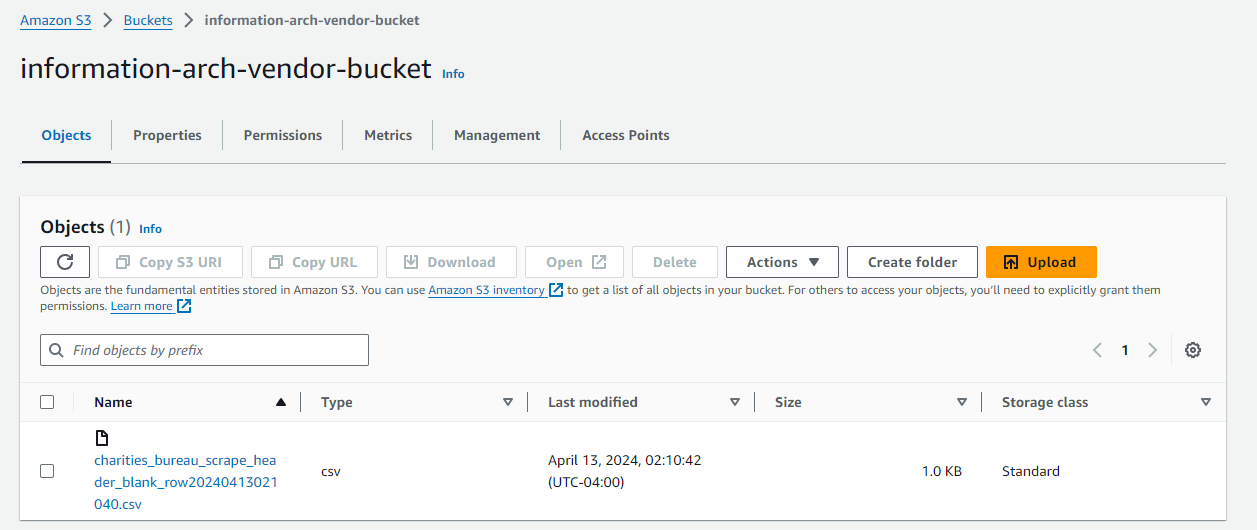 Amazon S3 > Buckets > information-arch-vendor-bucket
information-arch-vendor-bucket Info
Objects Properties Permissions Metrics Management Access Points
Objects (1) Info
Copy S3 URI Copy URL Download Open Delete Actions Create folder Upload
Objects are the fundamental entities stored in Amazon S3. You can use Amazon S3 inventory to get a list of all objects in your bucket. For others to access your objects, you'll need to explicitly grant them
permissions. Learn more
Find objects by prefix 1
Name Type Last modified Size Storage class
charities_bureau_scrape_hea
der_blank_row20240413021
040.csv
csv
April 13, 2024, 02:10:42
(UTC-04:00)
1.0 KB
Standard